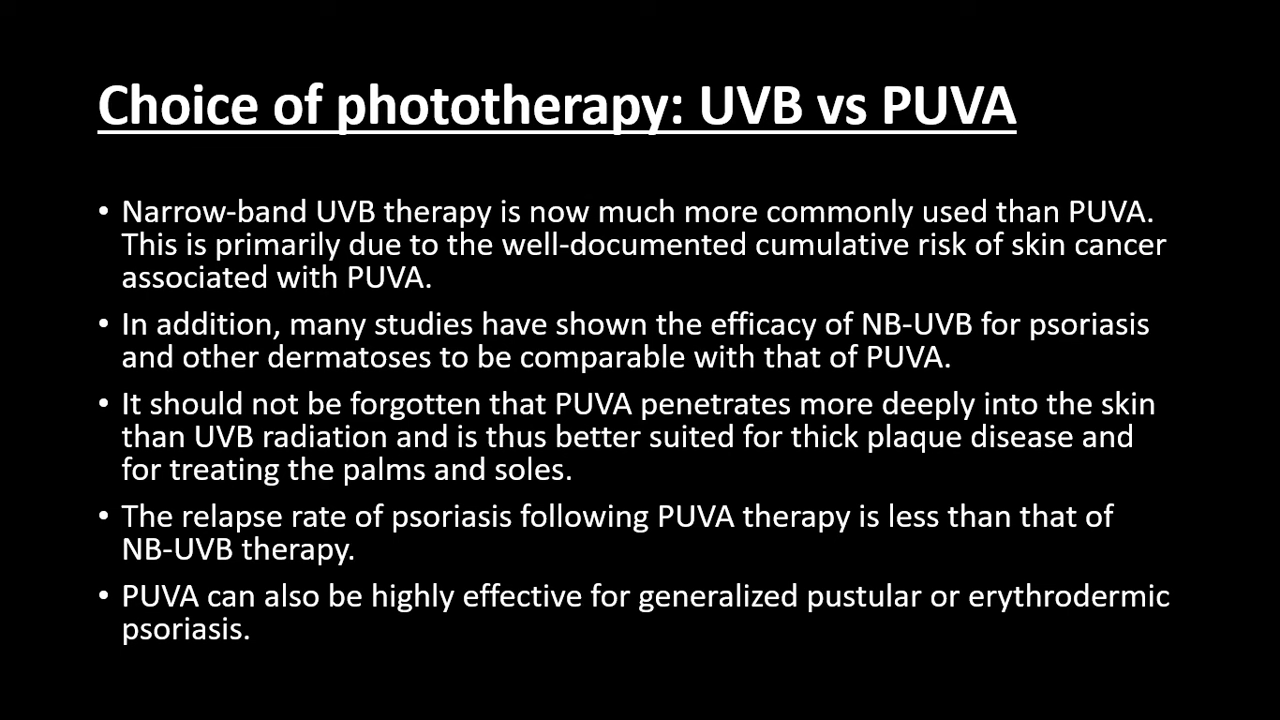 Choice of phototherapy: UVB vs PUVA
• Narrow-band UVB therapy is now much more commonly used than PUVA.
This is primarily due to the well-documented cumulative risk of skin cancer
associated with PUVA.
• In addition, many studies have shown the efficacy of NB-UVB for psoriasis
and other dermatoses to be comparable with that of PUVA.
• It should not be forgotten that PUVA penetrates more deeply into the skin
than UVB radiation and is thus better suited for thick plaque disease and
for treating the palms and soles.
• The relapse rate of psoriasis following PUVA therapy is less than that of
NB-UVB therapy.
• PUVA can also be highly effective for generalized pustular or erythrodermic
psoriasis.